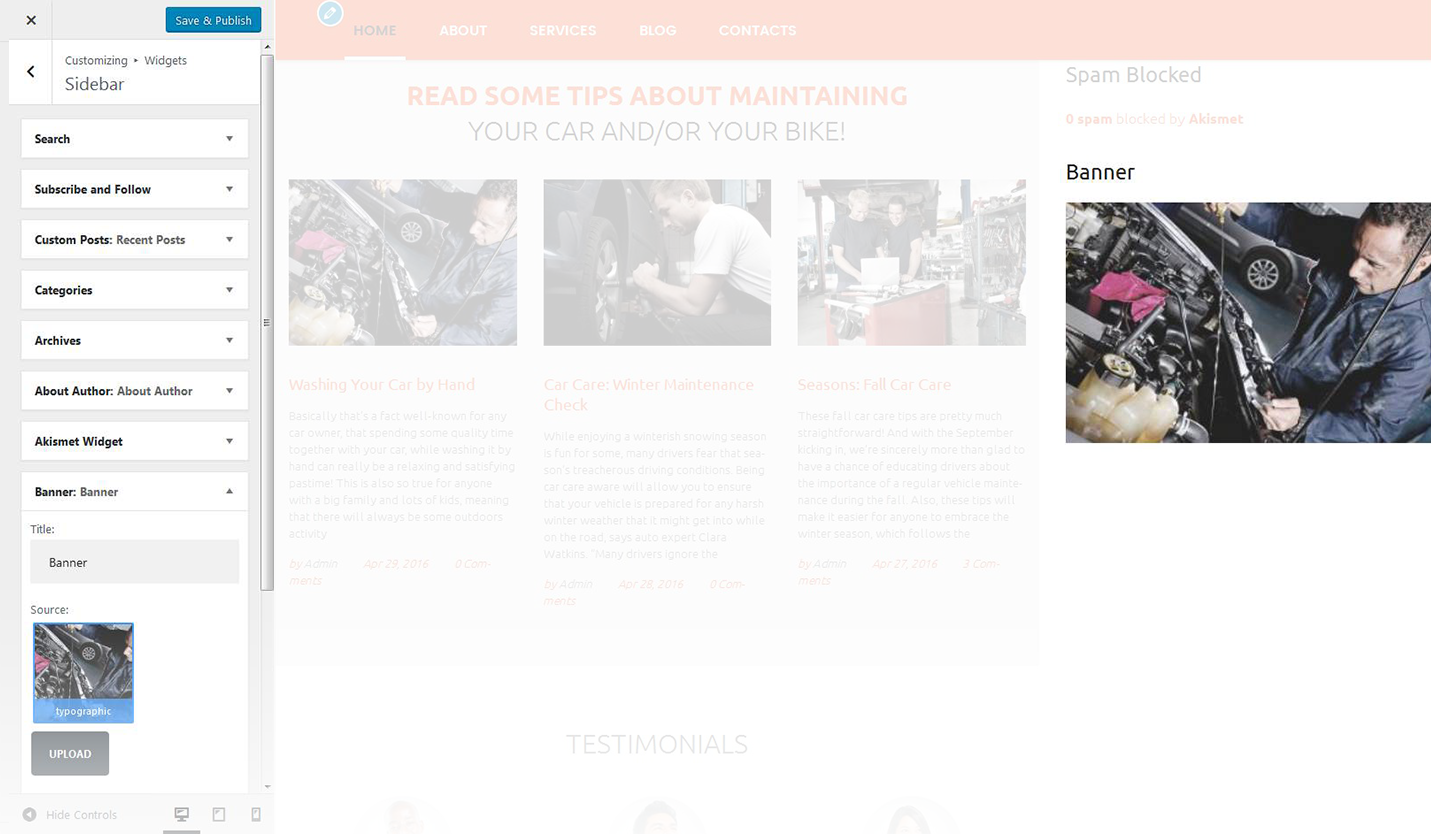 Save & Publish
Customizing ▸ Widgets
Sidebar
Search
Subscribe and Follow
Custom Posts: Recent Posts
Categories
Archives
About Author: About Author
Akismet Widget
Banner: Banner
Title:
Banner
Source:
typographic
UPLOAD
Hide Controls
HOME ABOUT SERVICES BLOG CONTACTS
READ SOME TIPS ABOUT MAINTAINING
YOUR CAR AND/OR YOUR BIKE!
Washing Your Car by Hand
Basically that's a fact well-known for any
car owner, that spending some quality time
together with your car, while washing it by
hand can really be a relaxing and satisfying
pastime! This is also so true for anyone
with a big family and lots of kids, meaning
that there will always be some outdoors
activity
by Admin Apr 29, 2016 0 Com-
ments
Car Care: Winter Maintenance
Check
While enjoying a winterish snowing season
is fun for some, many drivers fear that sea-
son's treacherous driving conditions. Being
car care aware will allow you to ensure
that your vehicle is prepared for any harsh
winter weather that it might get into while
on the road, says auto expert Clara
Watkins. "Many drivers ignore the
by Admin Apr 28, 2016 0 Com-
ments
Seasons: Fall Car Care
These fall car care tips are pretty much
straightforward! And with the September
kicking in, we're sincerely more than glad to
have a chance of educating drivers about
the importance of a regular vehicle mainte-
nance during the fall. Also, these tips will
make it easier for anyone to embrace the
winter season, which follows the
by Admin Apr 27, 2016 3 Com-
ments
TESTIMONIALS
Spam Blocked
0 spam blocked by Akismet
Banner